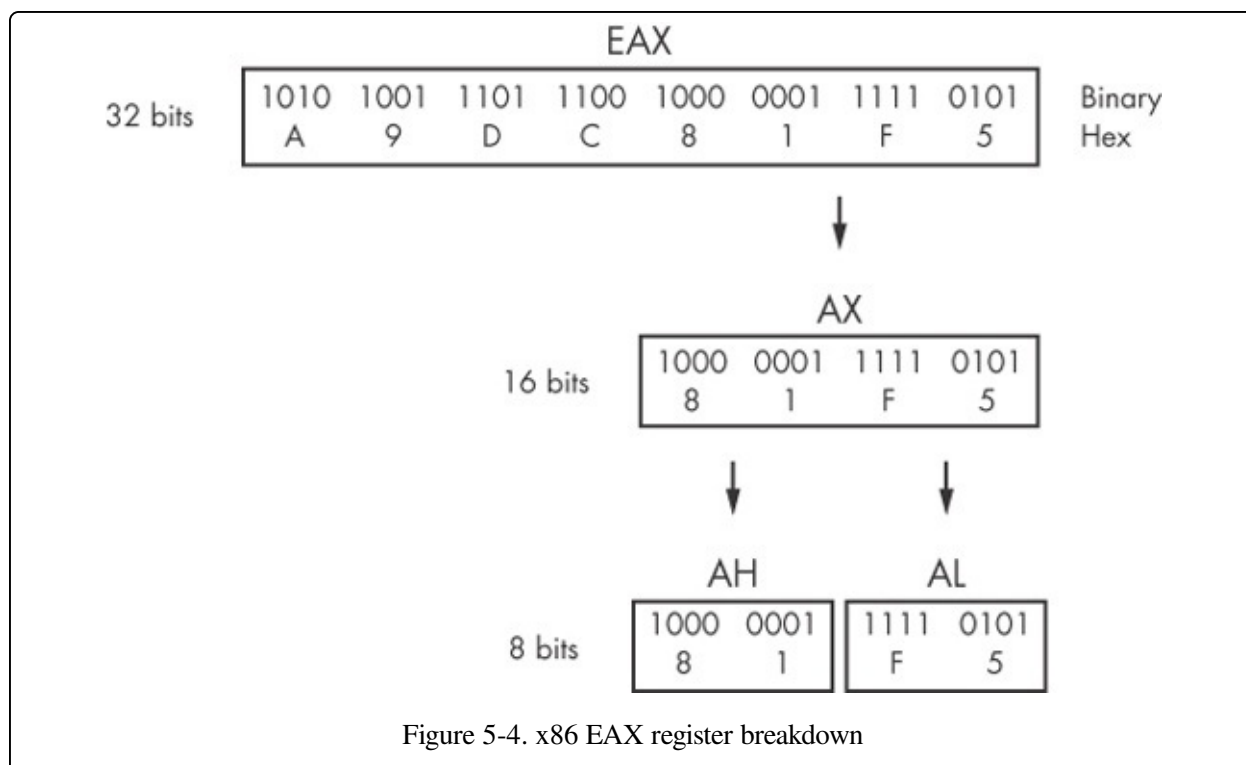 EAX
32 bits
1010 1001 1101 1100 1000 0001 1111 0101 Binary
A 9 D C 8 1 F 5 Hex
AX
16 bits
1000 0001 1111 0101
8 1 F 5
AH AL
8 bits
1000 0001 1111 0101
8 1 F 5
Figure 5-4. x86 EAX register breakdown